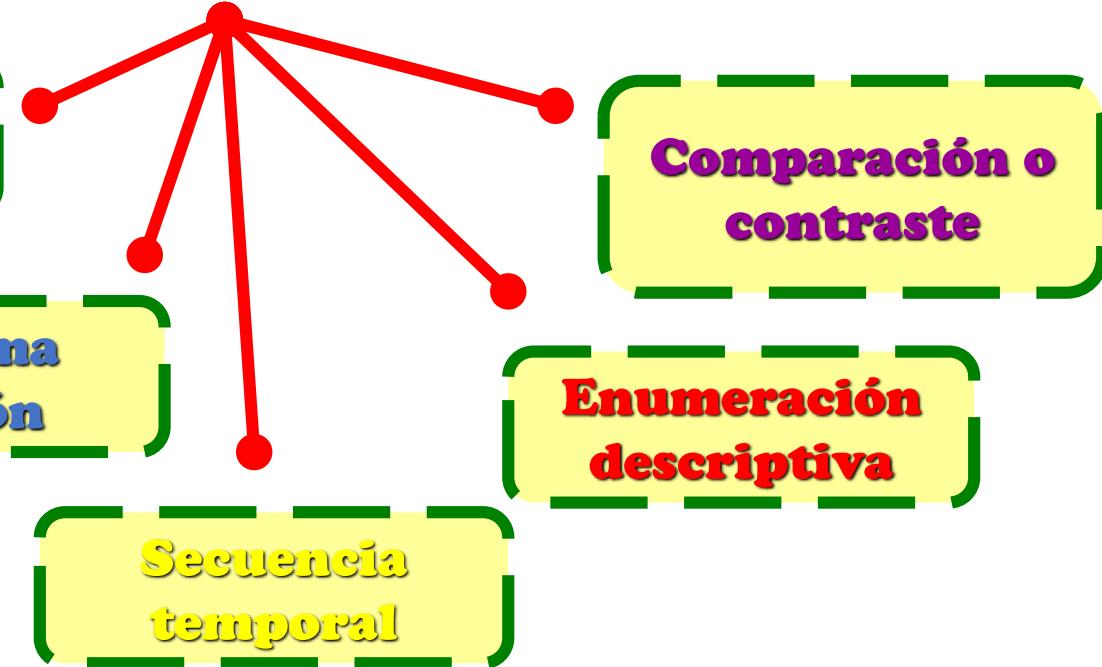 Comparación o
contraste
Enumeración
descriptiva
Secuencia
temporal